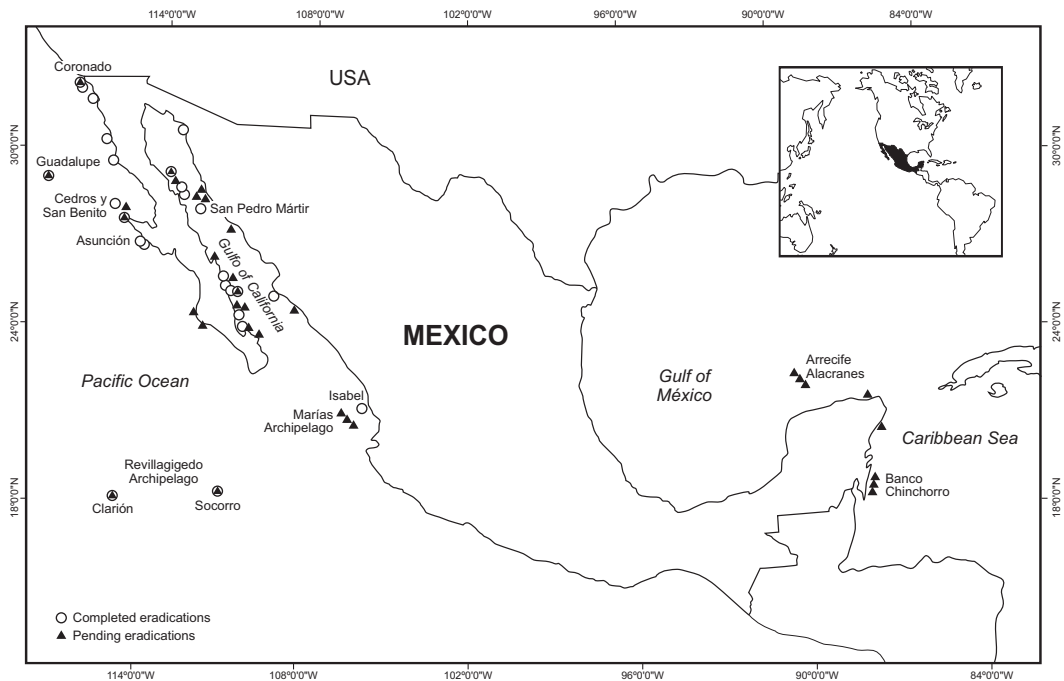 114°0'0"W 108°0'0"W 102°0'0"W 96°0'0"W 90°0'0"W 84°0'0"W
Coronado
USA
30°0'0"N
30°0'0"N
Guadalupe
Cedros y
San Benito
San Pedro Mártir
Asunción
Gulfo of California
24°0'0"N
24°0'0"N
MEXICO
Pacific Ocean
Gulf of
México
Arrecife
Alacranes
Isabel
Marías
Archipelago
Caribbean Sea
Revillagigedo
Archipelago
Clarión
Socorro
Banco
Chinchorro
18°0'0"N
18°0'0"N
Completed eradications
Pending eradications
114°0'0"W 108°0'0"W 102°0'0"W 96°0'0"W 90°0'0"W 84°0'0"W